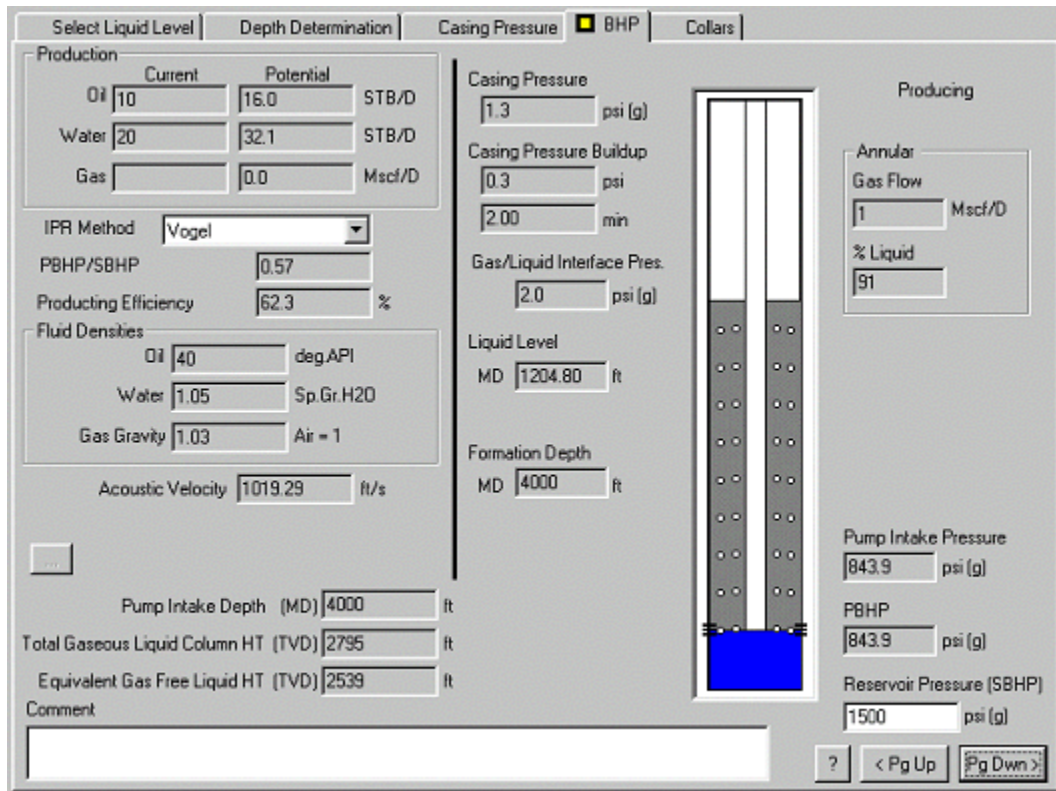 Select Liquid Level Depth Determination Casing Pressure BHP Collars
Production
Current Potential
Oil 10 16.0 STB/D
Water 20 32.1 STB/D
Gas 0.0 Mscf/D
IPR Method Vogel
PBHP/SBHP 0.57
Producting Efficiency 62.3 %
Fluid Densities
Oil 40 deg.API
Water 1.05 Sp.Gr.H2O
Gas Gravity 1.03 Air = 1
Acoustic Velocity 1019.29 ft/s
...
Pump Intake Depth (MD) 4000 ft
Total Gaseous Liquid Column HT (TVD) 2795 ft
Equivalent Gas Free Liquid HT (TVD) 2539 ft
Comment
Casing Pressure
1.3 psi (g)
Casing Pressure Buildup
0.3 psi
2.00 min
Gas/Liquid Interface Pres.
2.0 psi (g)
Liquid Level
MD 1204.80 ft
Formation Depth
MD 4000 ft
Producing
Annular
Gas Flow
1 Mscf/D
% Liquid
91
Pump Intake Pressure
843.9 psi (g)
PBHP
843.9 psi (g)
Reservoir Pressure (SBHP)
1500 psi (g)
? < Pg Up Pg Dwn >